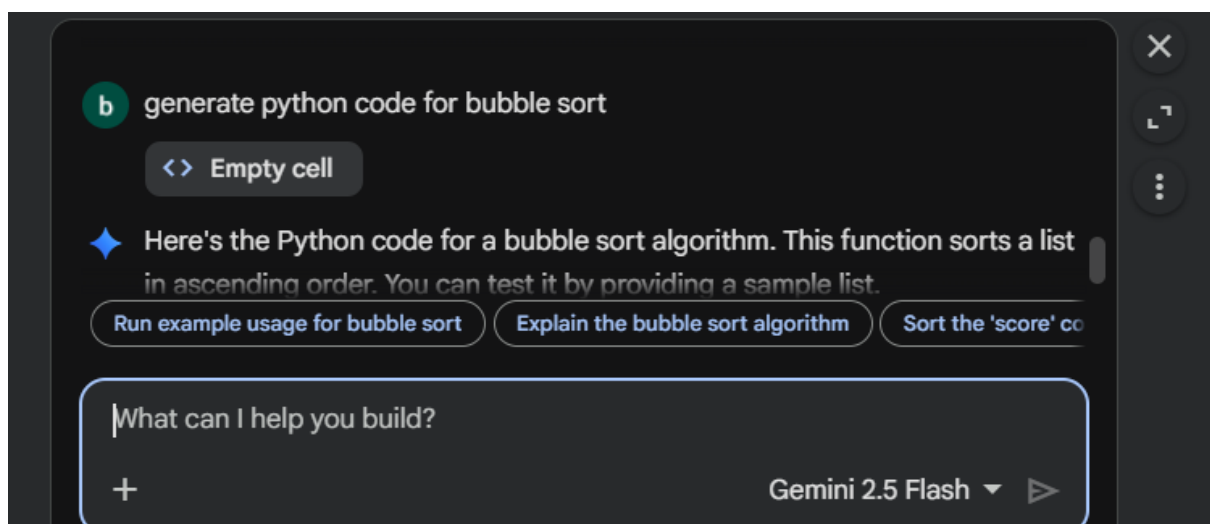 b generate python code for bubble sort
<> Empty cell
Here's the Python code for a bubble sort algorithm. This function sorts a list
in ascending order. You can test it by providing a sample list.
Run example usage for bubble sort Explain the bubble sort algorithm Sort the 'score' co
What can I help you build?
+ Gemini 2.5 Flash